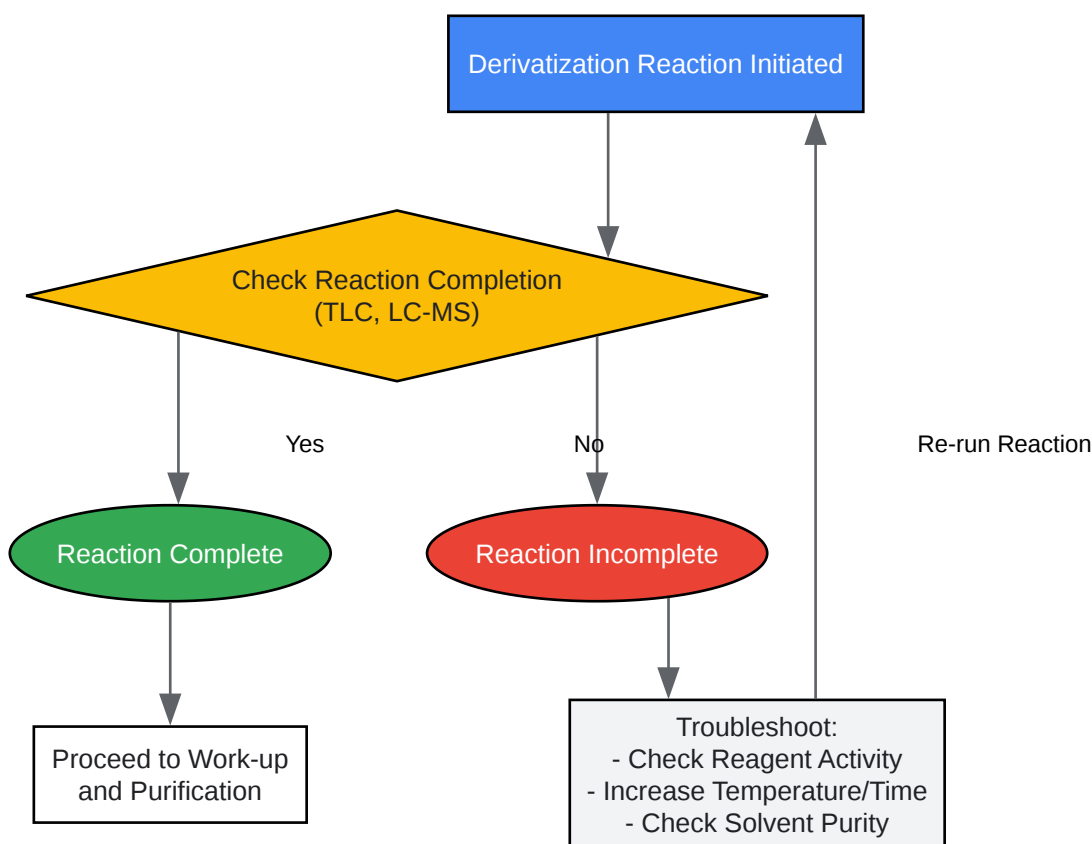 Derivatization Reaction Initiated
Check Reaction Completion
(TLC, LC-MS)
Yes
No
Re-run Reaction
Reaction Complete
Reaction Incomplete
Proceed to Work-up
and Purification
Troubleshoot:
- Check Reagent Activity
- Increase Temperature/Time
- Check Solvent Purity